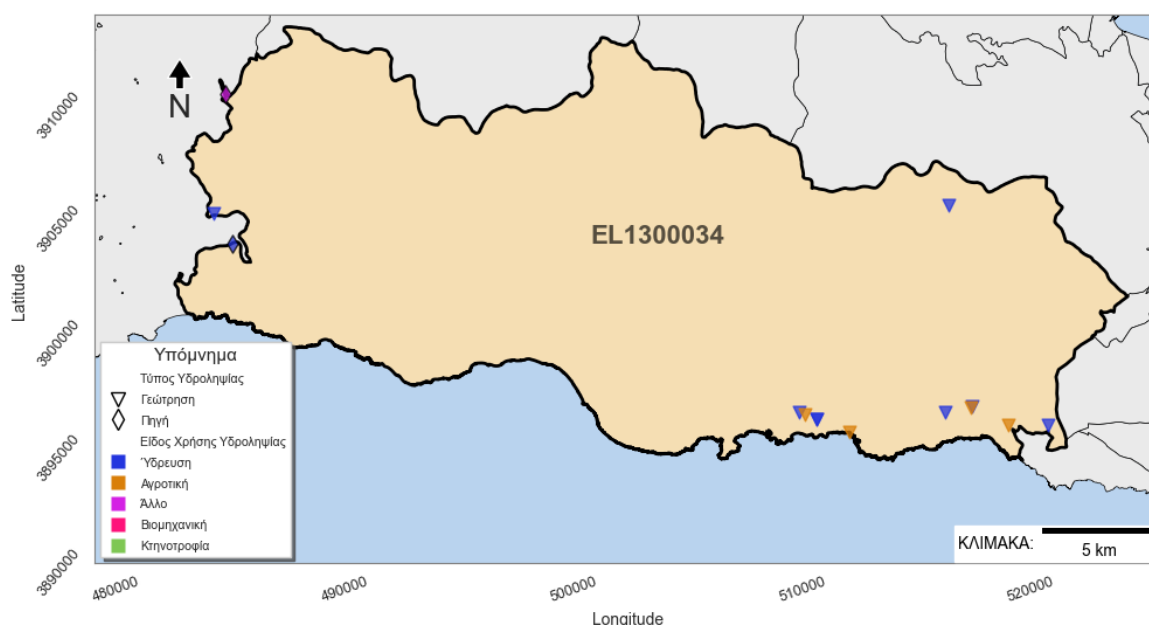 3910000
N
3905000
EL1300034
Latitude
3900000
Υπόμνημα
Τύπος Υδροληψίας
Γεώτρηση
Πηγή
Είδος Χρήσης Υδροληψίας
Ύδρευση
Αγροτική
Άλλο
Βιομηχανική
Κτηνοτροφία
3895000
3890000
ΚΛΙΜΑΚΑ:
5 km
480000
490000
500000
510000
520000
Longitude